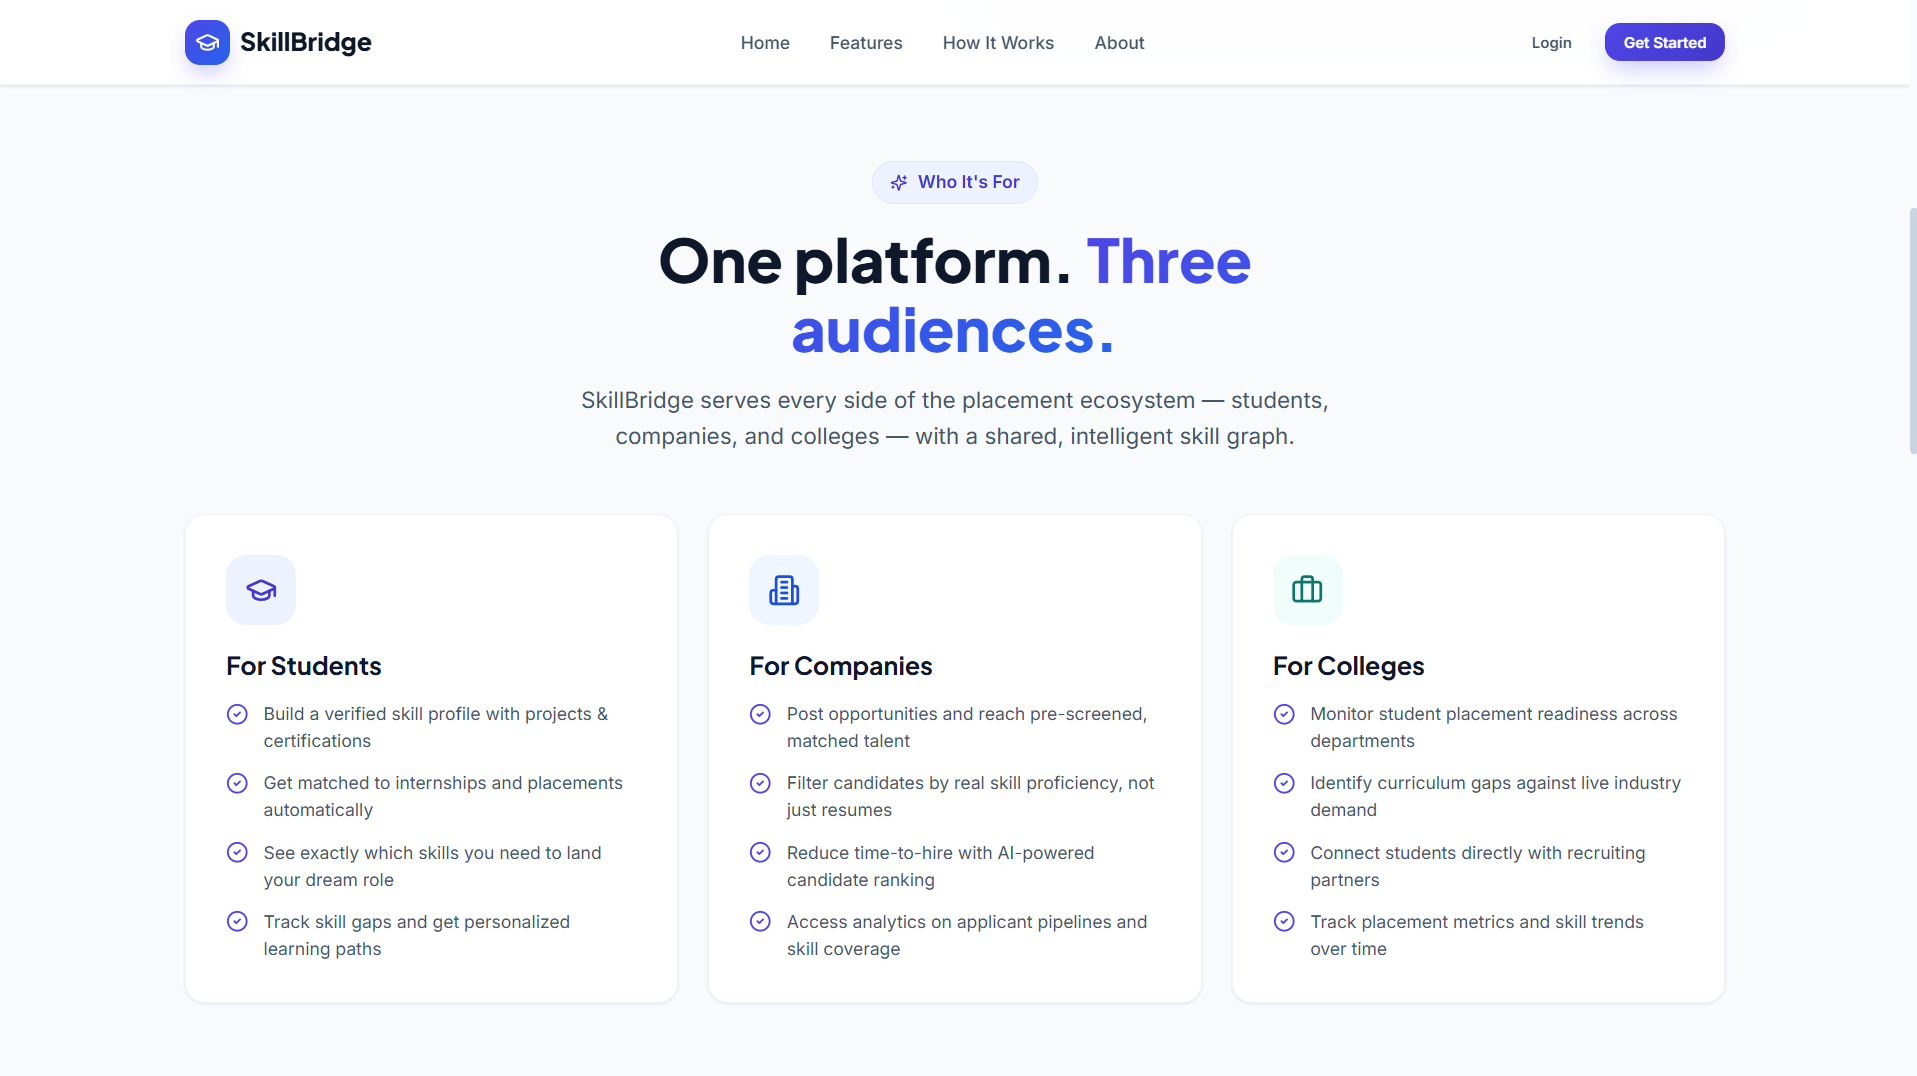 SkillBridge
Home
Features
How It Works
About
Login
Get Started
Who It's For
One platform. Three
audiences.
SkillBridge serves every side of the placement ecosystem — students,
companies, and colleges — with a shared, intelligent skill graph.
For Students
Build a verified skill profile with projects &
certifications
Get matched to internships and placements
automatically
See exactly which skills you need to land
your dream role
Track skill gaps and get personalized
learning paths
For Companies
Post opportunities and reach pre-screened,
matched talent
Filter candidates by real skill proficiency, not
just resumes
Reduce time-to-hire with AI-powered
candidate ranking
Access analytics on applicant pipelines and
skill coverage
For Colleges
Monitor student placement readiness across
departments
Identify curriculum gaps against live industry
demand
Connect students directly with recruiting
partners
Track placement metrics and skill trends
over time